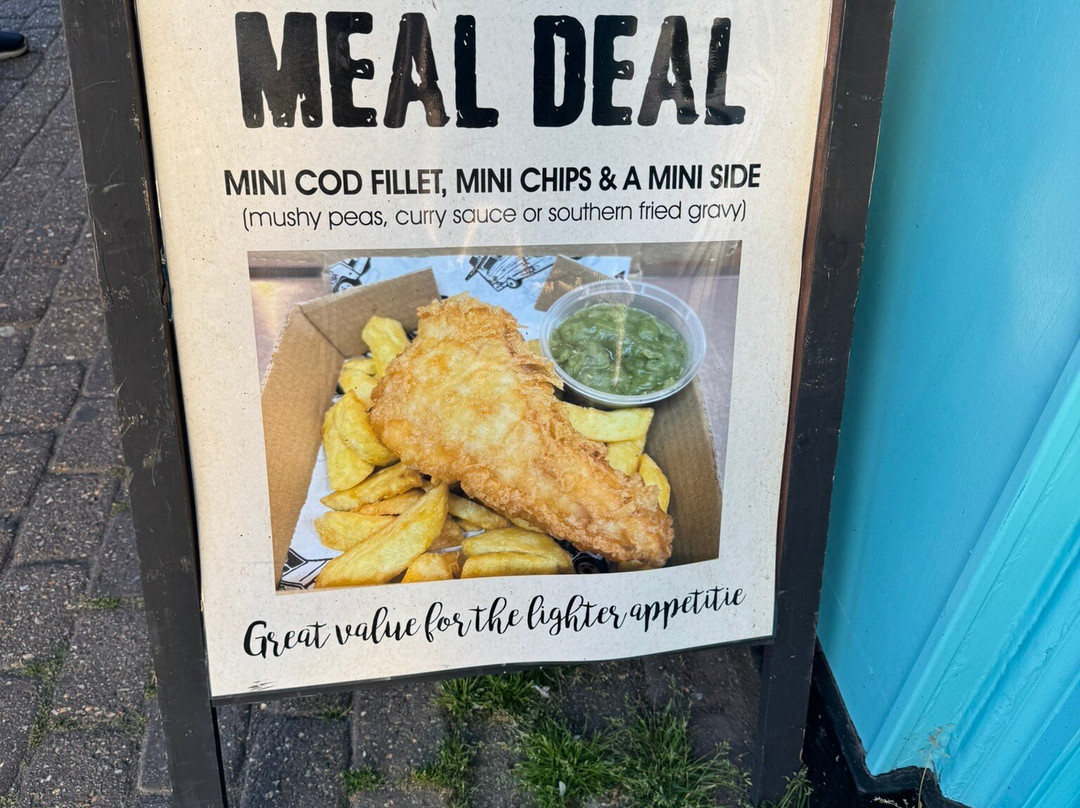 MEAL DEAL
MINI COD FILLET, MINI CHIPS & A MINI SIDE
(mushy peas, curry sauce or southern fried gravy)
Great value for the lighter appetitie